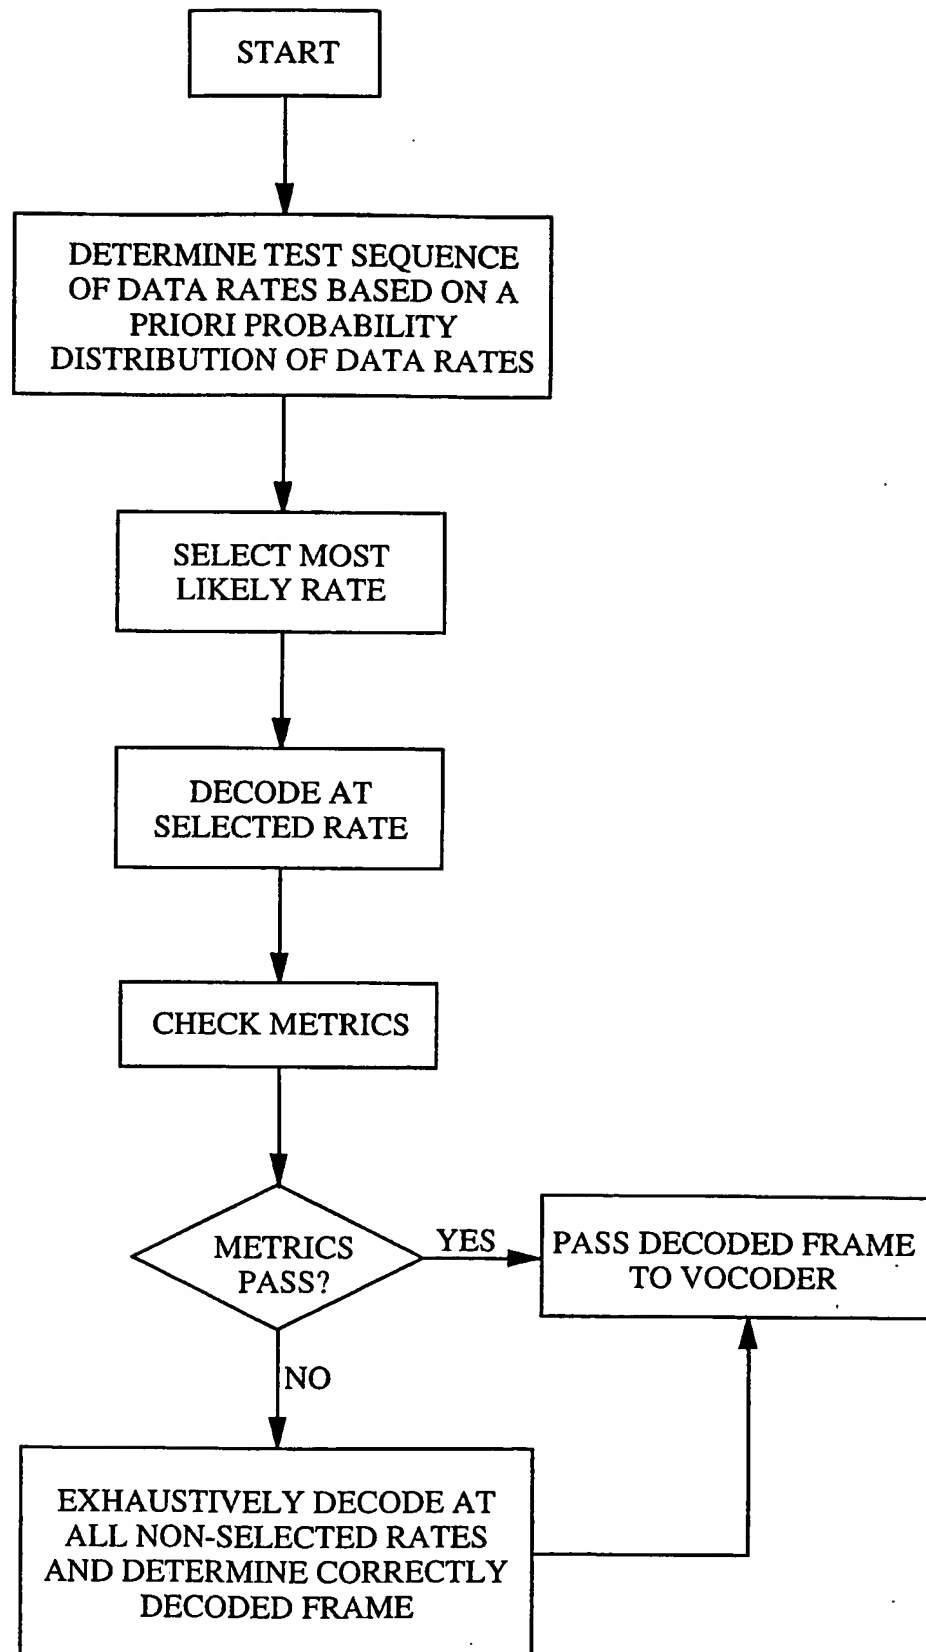 START
DETERMINE TEST SEQUENCE
OF DATA RATES BASED ON A
PRIORI PROBABILITY
DISTRIBUTION OF DATA RATES
SELECT MOST
LIKELY RATE
DECODE AT
SELECTED RATE
CHECK METRICS
METRICS
PASS?
YES
PASS DECODED FRAME
TO VOCODER
NO
EXHAUSTIVELY DECODE AT
ALL NON-SELECTED RATES
AND DETERMINE CORRECTLY
DECODED FRAME